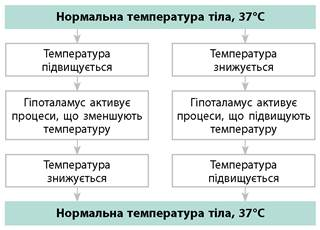 Нормальна температура тіла, 37°C
Температура
підвищується
Температура
знижується
Гіпоталамус активує
процеси, що зменшують
температуру
Гіпоталамус активує
процеси, що підвищують
температуру
Температура
знижується
Температура
підвищується
Нормальна температура тіла, 37°C